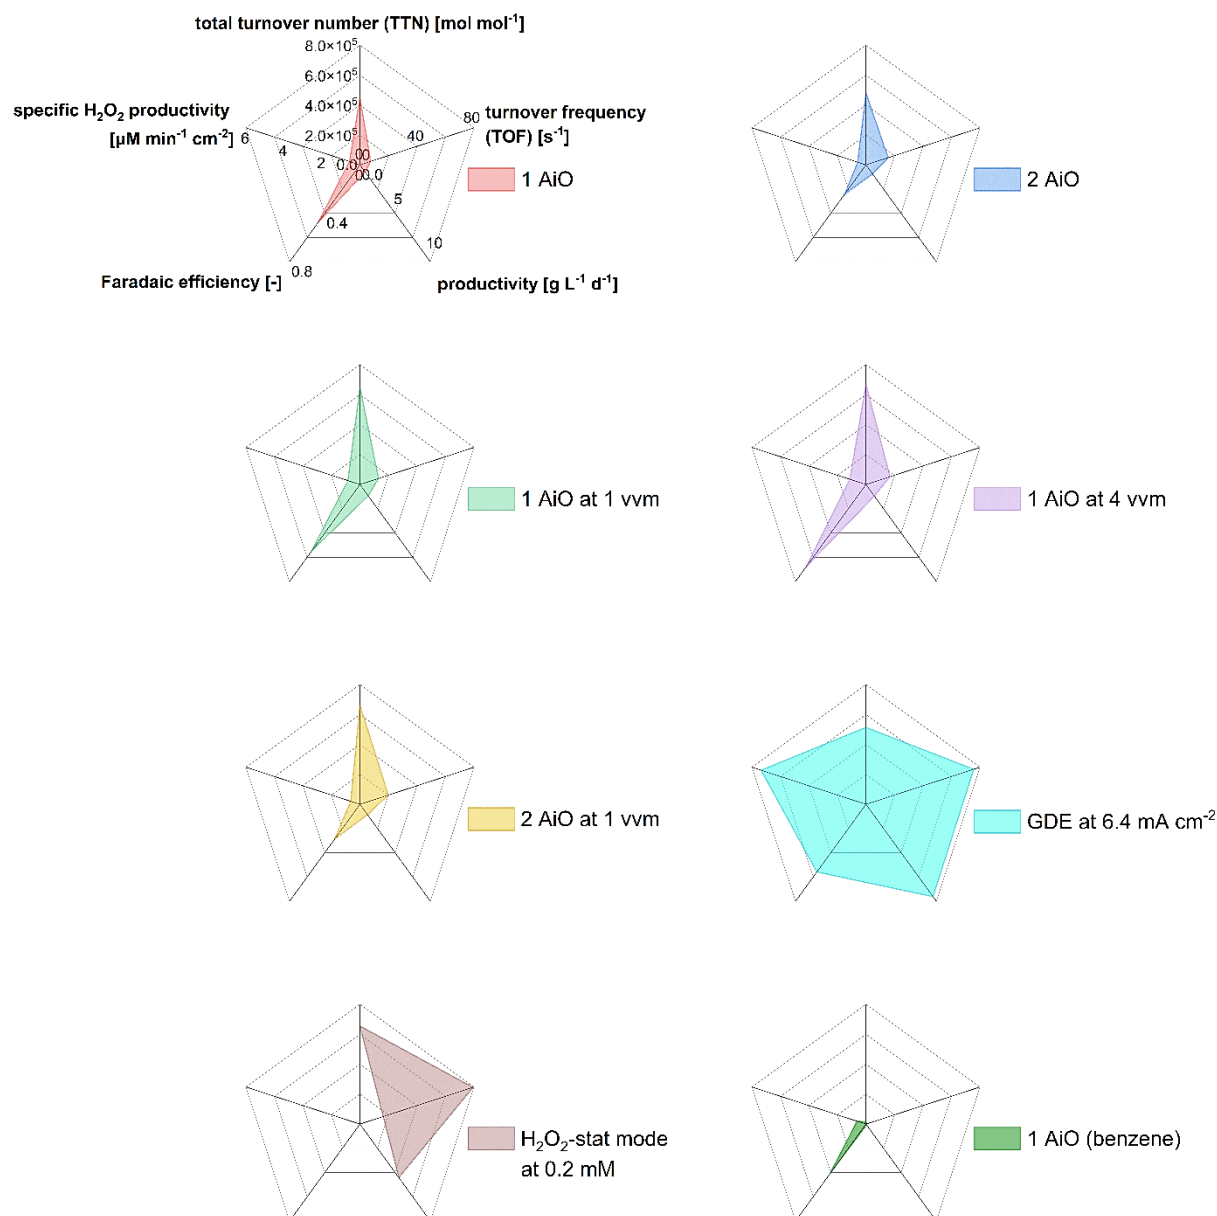 total turnover number (TTN) [mol mol⁻¹]
8.0×10⁵
6.0×10⁵
specific H₂O₂ productivity
[µM min⁻¹ cm⁻²]
4.0×10⁵
turnover frequency
(TOF) [s⁻¹]
80
6
4
2
2.0×10⁵
40
0.0
0
0
0
0.0
1 AiO
2 AiO
5
0.4
10
0.8
Faradaic efficiency [-]
productivity [g L⁻¹ d⁻¹]
1 AiO at 1 vvm
1 AiO at 4 vvm
2 AiO at 1 vvm
GDE at 6.4 mA cm⁻²
H₂O₂-stat mode
at 0.2 mM
1 AiO (benzene)